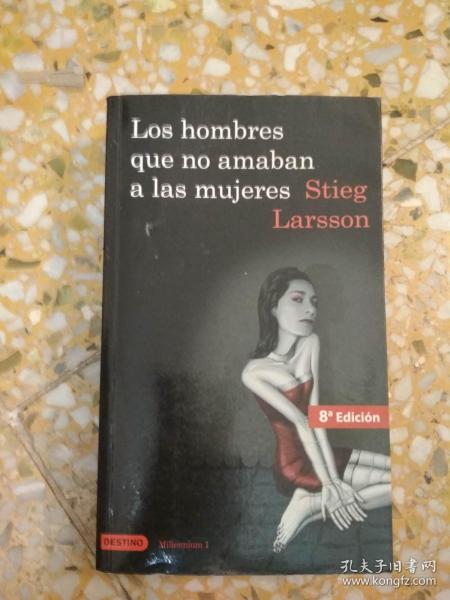 Los hombres
que no amaban
a las mujeres Stieg
Larsson
8ª Edición
DESTINO
Millennium 1
孔夫子旧书网
www.kongfz.com